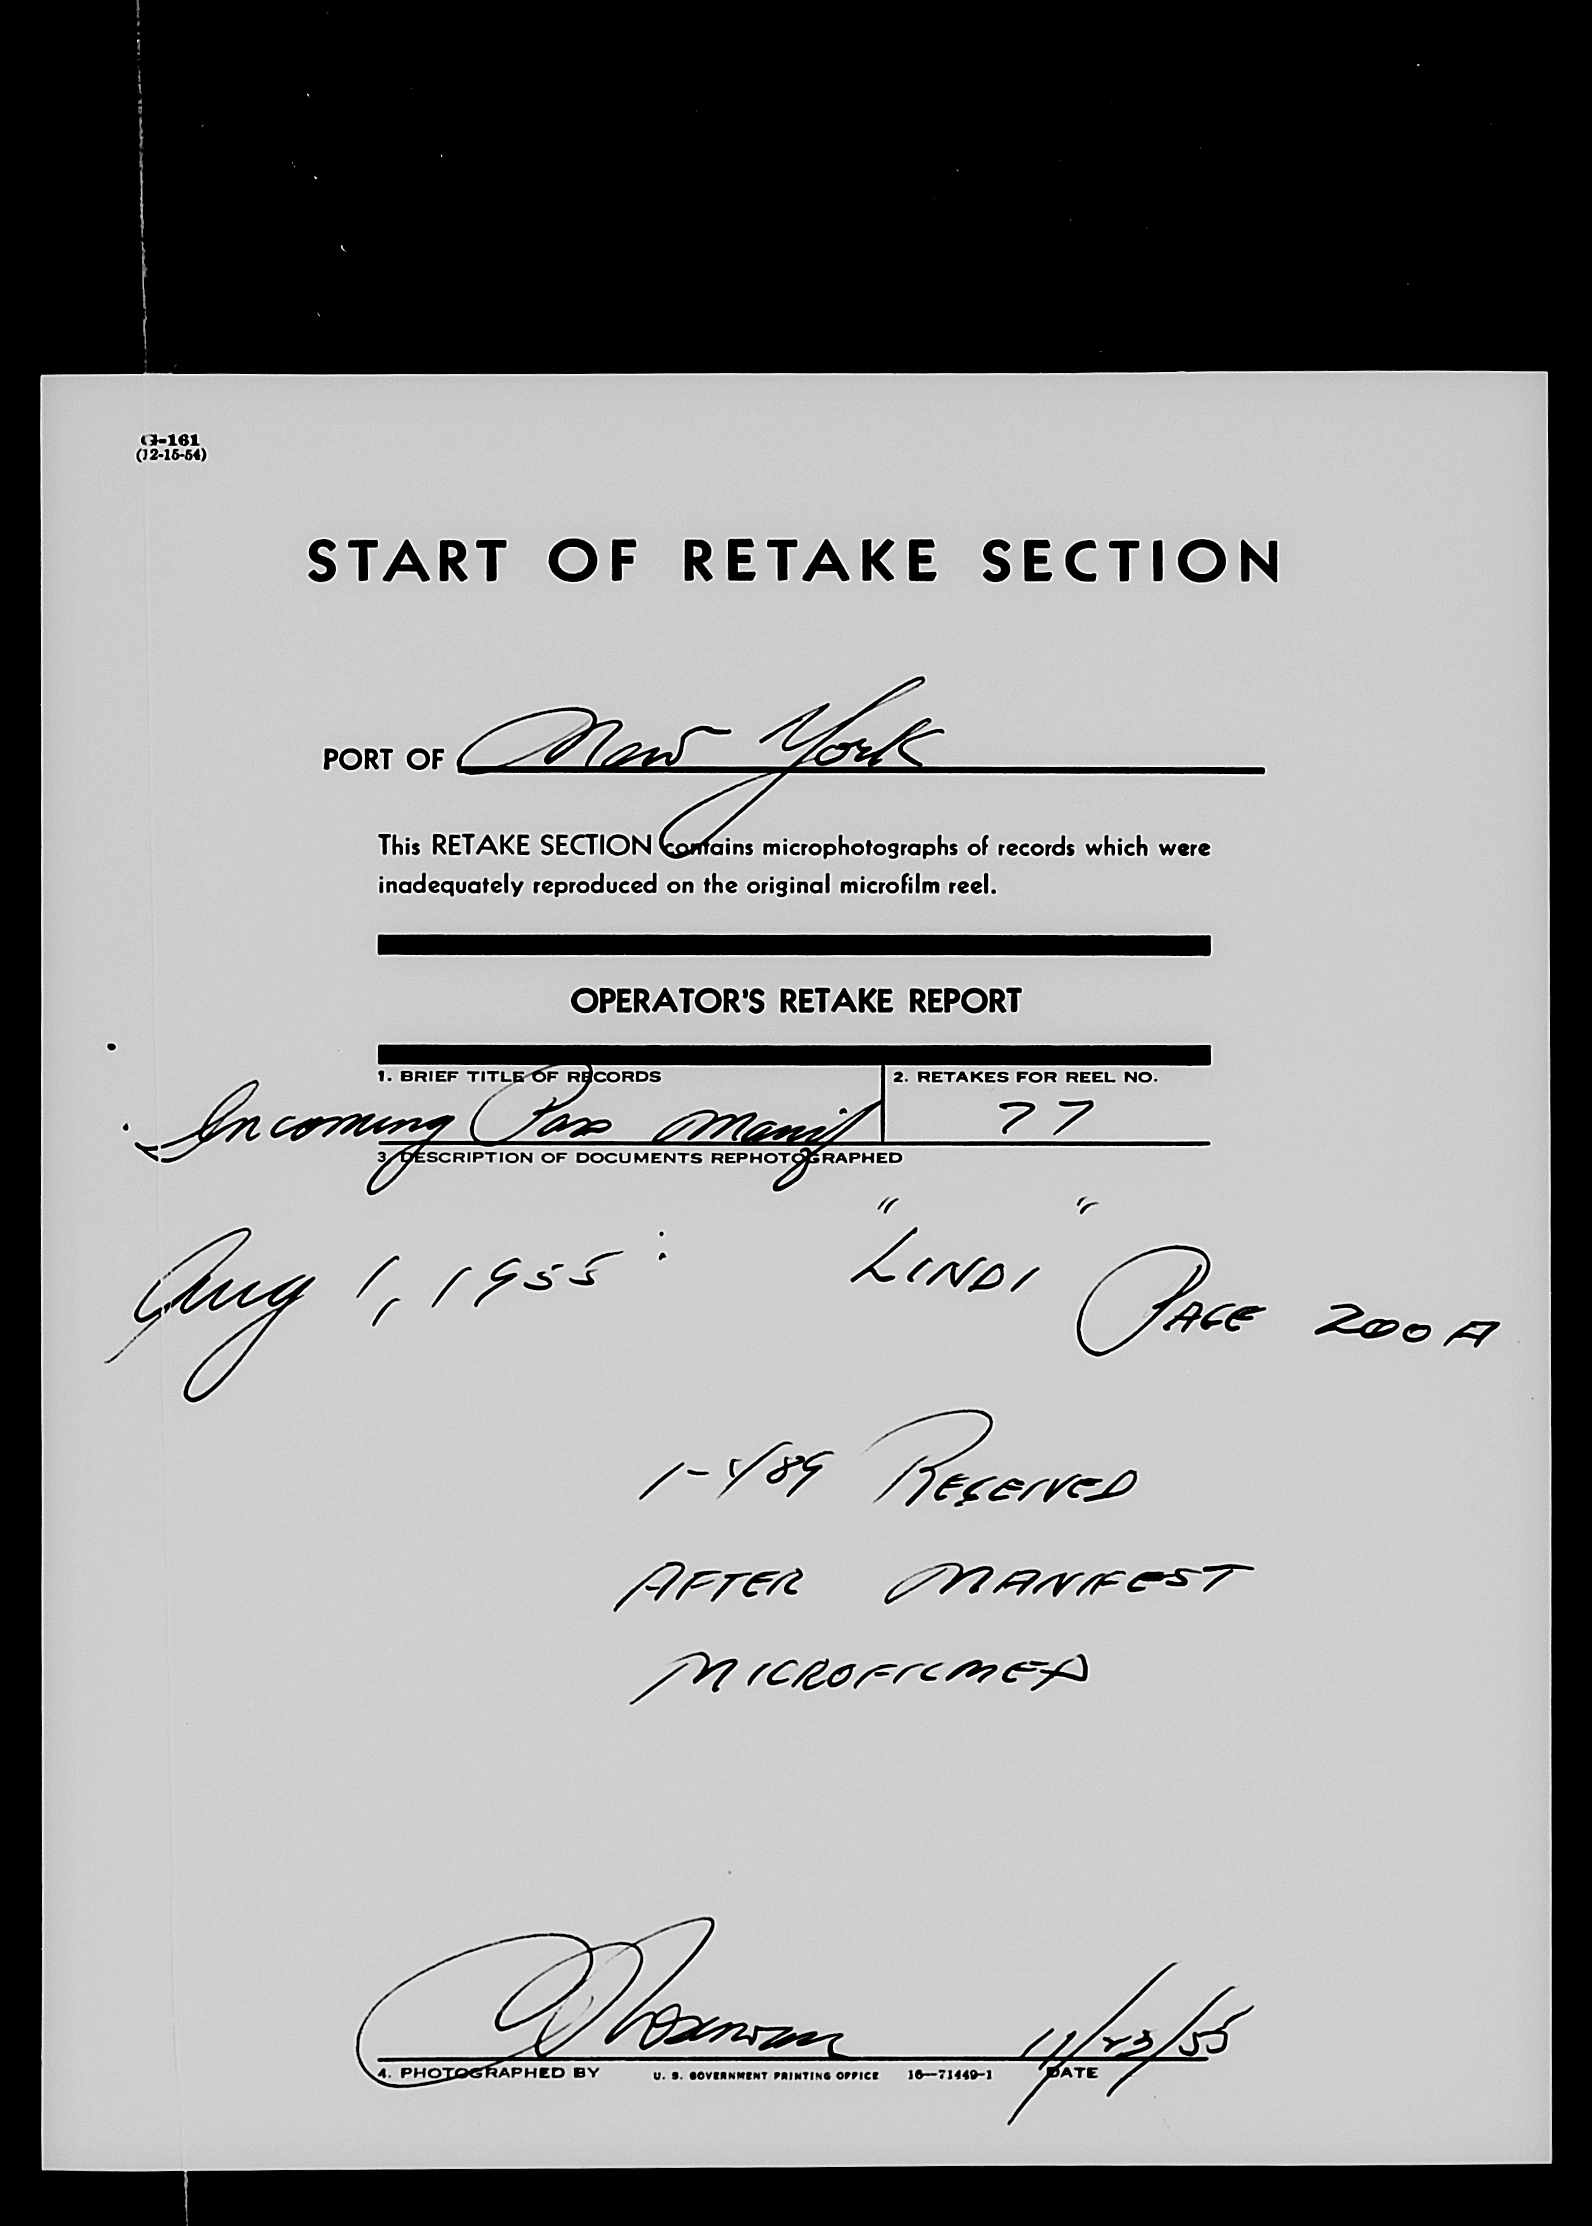 G-161
(12-15-54)
START OF RETAKE SECTION
PORT OF New York
This RETAKE SECTION contains microphotographs of records which were
inadequately reproduced on the original microfilm reel.
OPERATOR'S RETAKE REPORT
1. BRIEF TITLE OF RECORDS
Incoming Pass Manif
2. RETAKES FOR REEL NO.
77
3. DESCRIPTION OF DOCUMENTS REPHOTOGRAPHED
Aug 1, 1955: "LINDI" PAGE 200A
RECEIVED
AFTER MANIFEST
MICROFILMED
11/23/55
4. PHOTOGRAPHED BY U. S. GOVERNMENT PRINTING OFFICE 16—71449-1 DATE